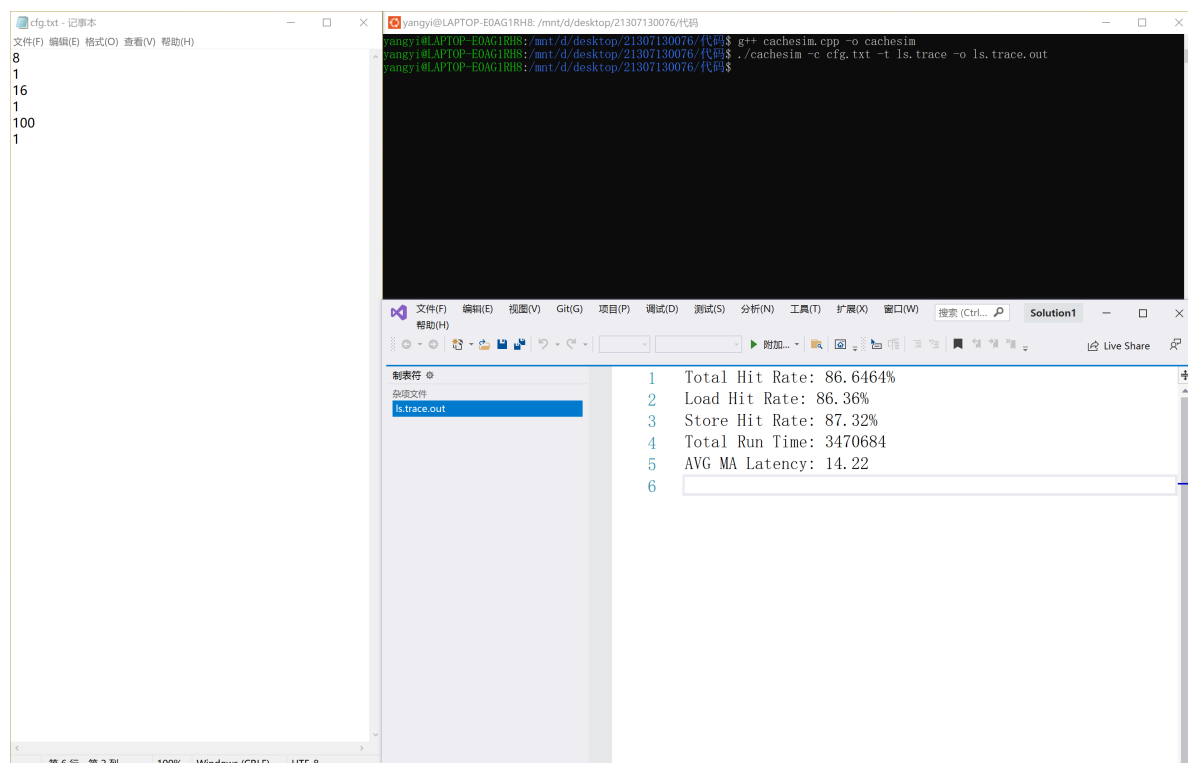 cfg.txt - 记事本
文件(F) 编辑(E) 格式(O) 查看(V) 帮助(H)
8
1
16
1
100
1
100% Windows (CRLF) UTF-8
yangyi@LAPTOP-E0AG1RH8: /mnt/d/desktop/21307130076/代码
yangyi@LAPTOP-E0AG1RH8:/mnt/d/desktop/21307130076/代码$ g++ cachesim.cpp -o cachesim
yangyi@LAPTOP-E0AG1RH8:/mnt/d/desktop/21307130076/代码$ ./cachesim -c cfg.txt -t ls.trace -o ls.trace.out
yangyi@LAPTOP-E0AG1RH8:/mnt/d/desktop/21307130076/代码$
文件(F) 编辑(E) 视图(V) Git(G) 项目(P) 调试(D) 测试(S) 分析(N) 工具(T) 扩展(X) 窗口(W) 搜索 (Ctrl... Solution1
帮助(H)
附加... Live Share
制表符
杂项文件
ls.trace.out
1 Total Hit Rate: 86.6464%
2 Load Hit Rate: 86.36%
3 Store Hit Rate: 87.32%
4 Total Run Time: 3470684
5 AVG MA Latency: 14.22
6